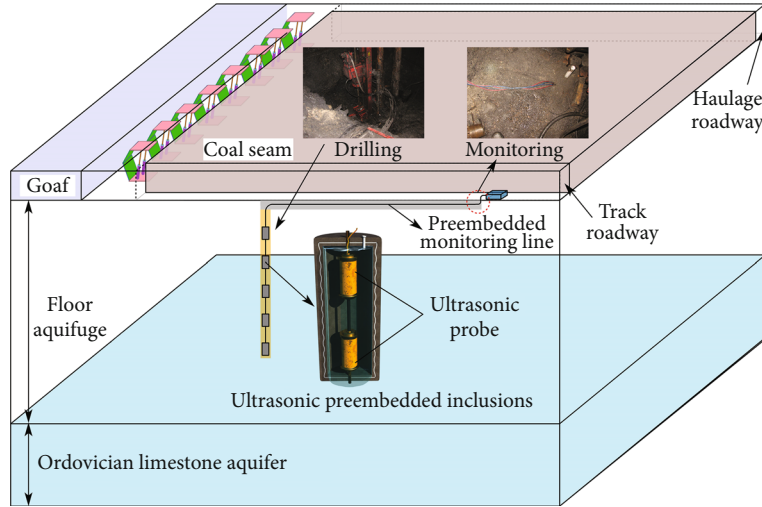 Haulage
roadway
Coal seam
Drilling
Monitoring
Goaf
Track
roadway
Preembedded
monitoring line
Floor
aquifuge
Ultrasonic
probe
Ultrasonic preembedded inclusions
Ordovician limestone aquifer